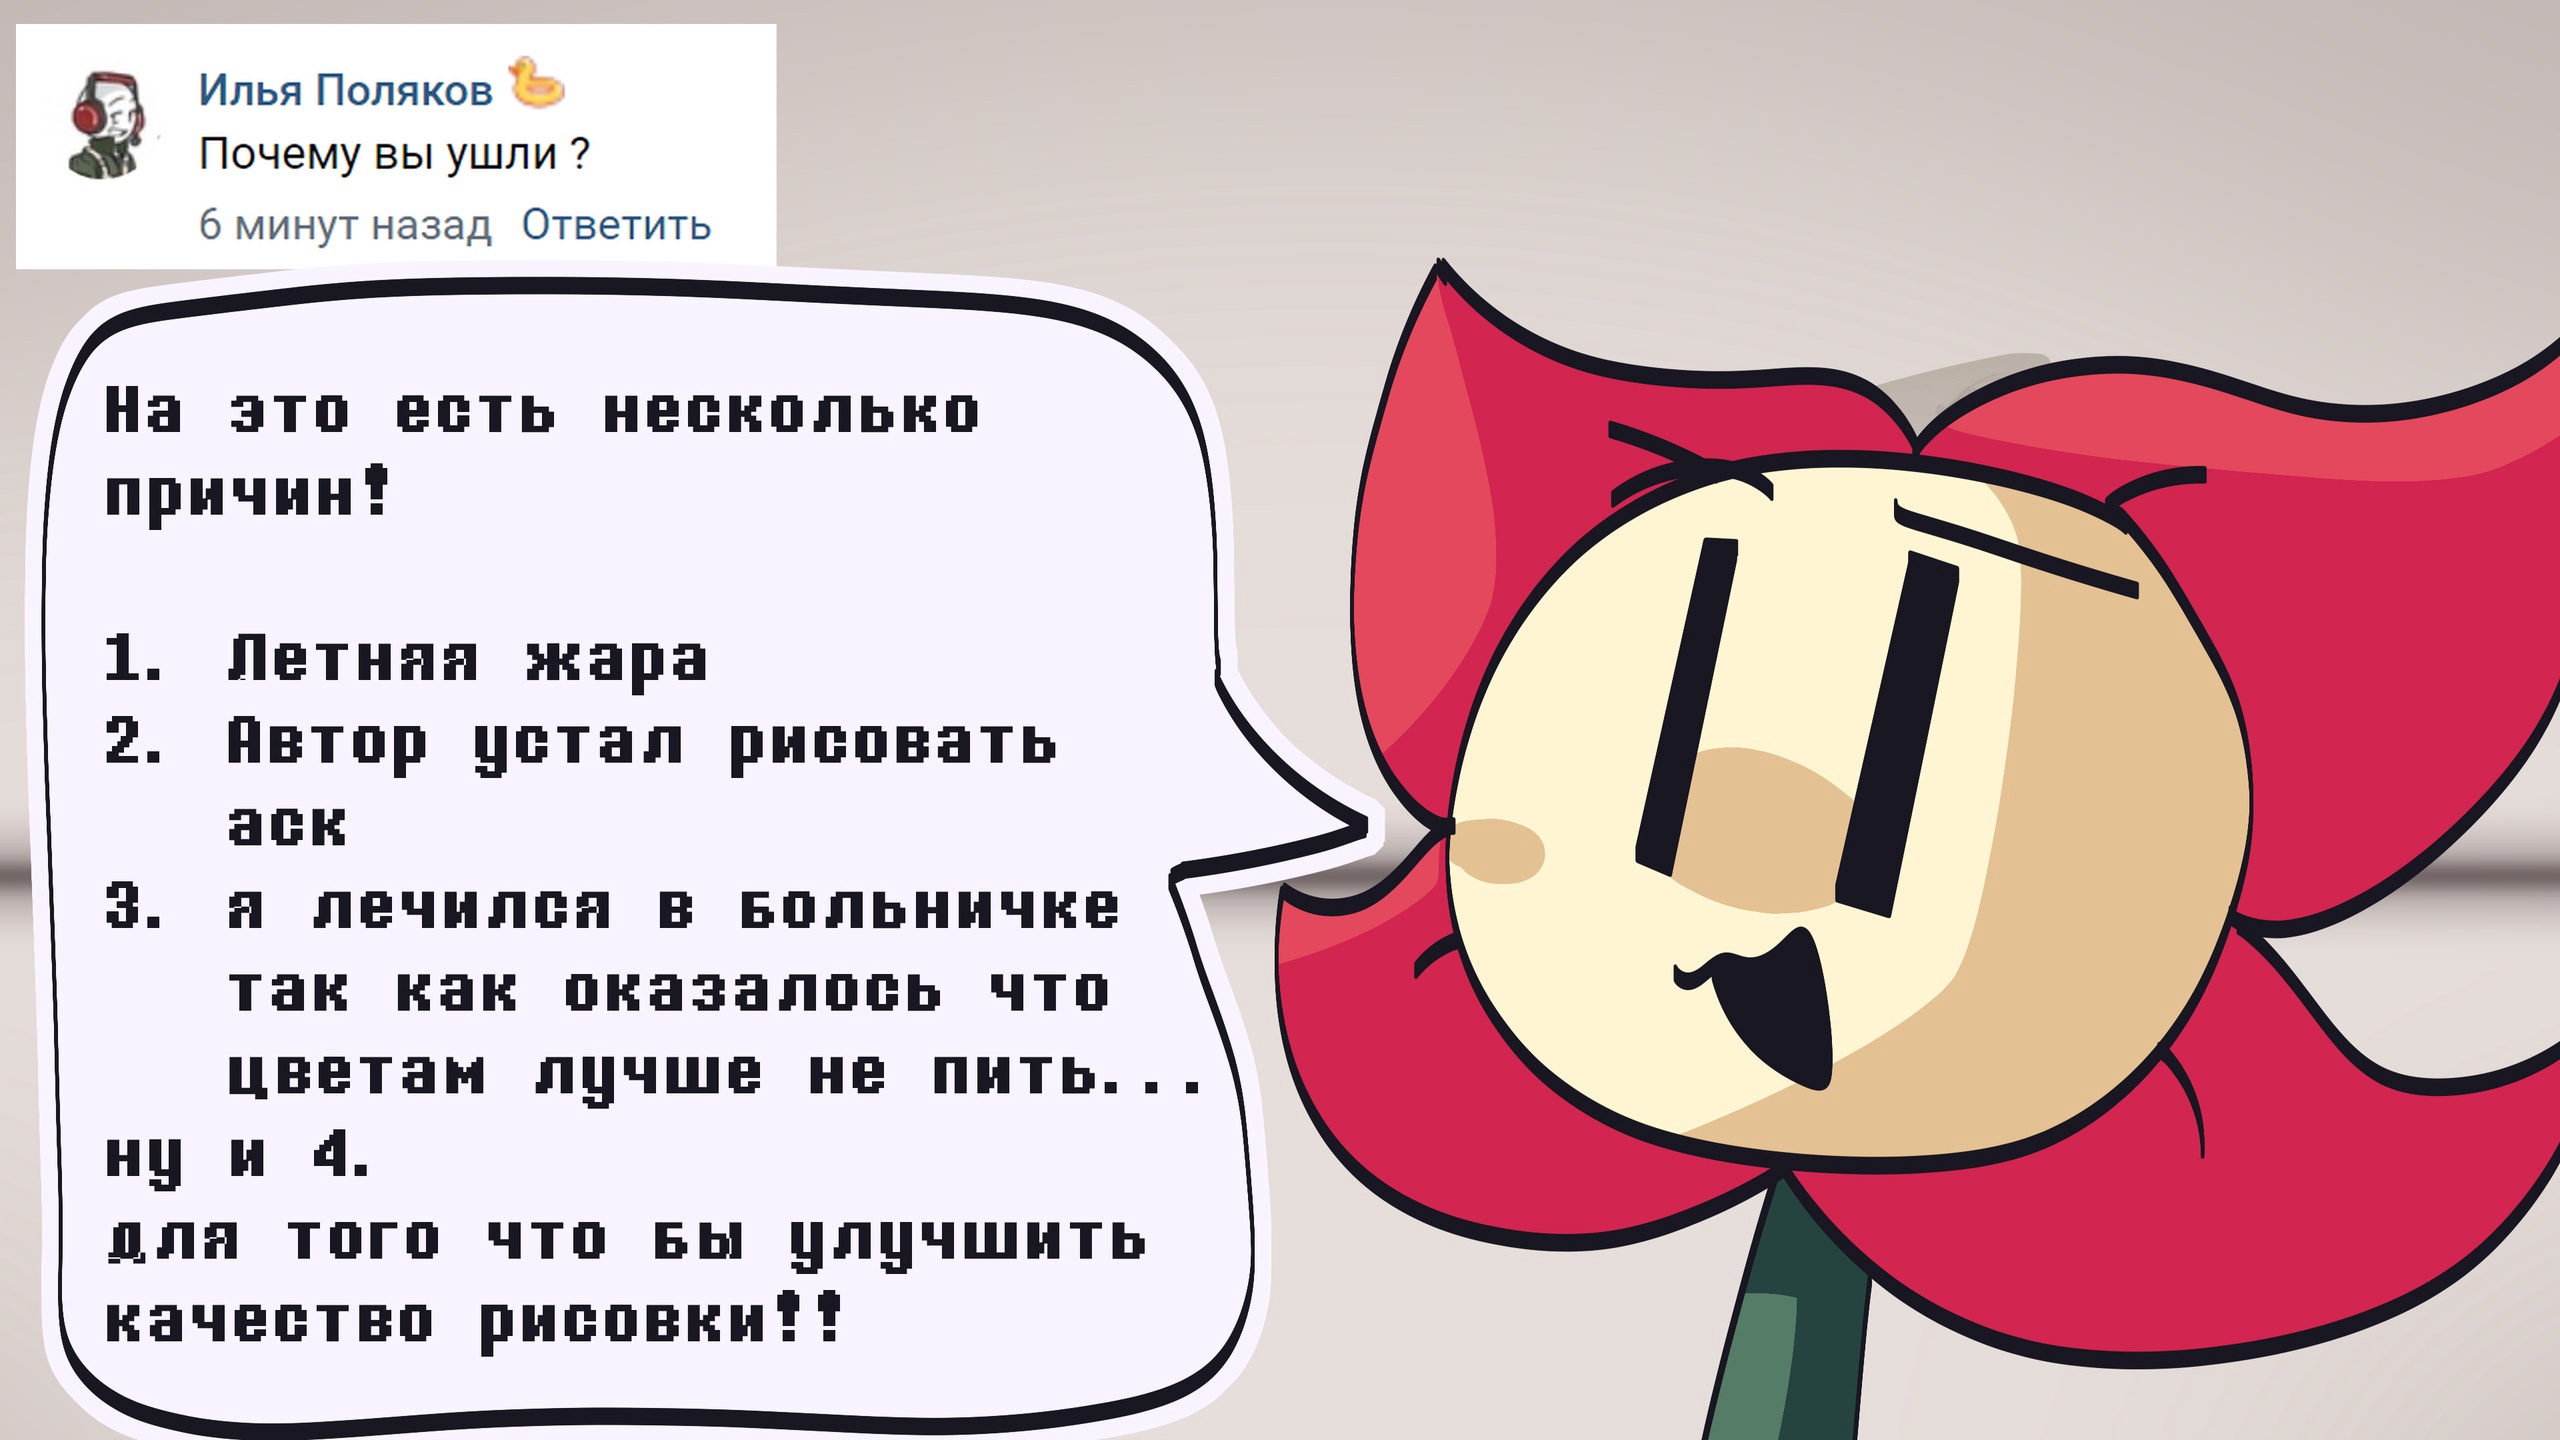 Илья Поляков
Почему вы ушли ?
6 минут назад Ответить
На это есть несколько
причин!
1. Летняя жара
2. Автор устал рисовать
аск
3. я лечился в больничке
так как оказалось что
цветам лучше не пить...
ну и 4.
для того что бы улучшить
качество рисовки!!